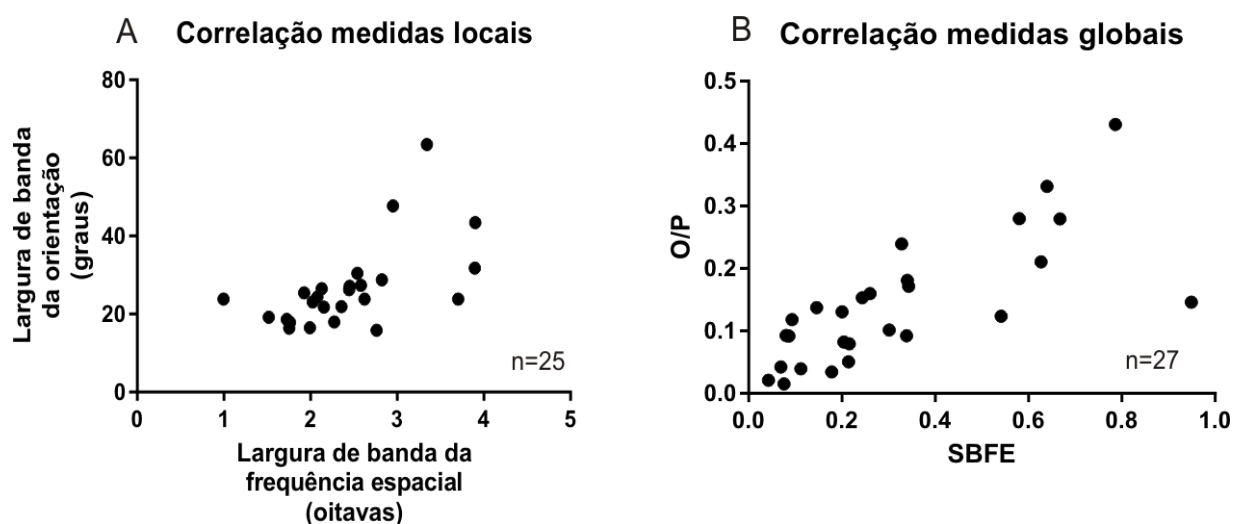 A Correlação medidas locais
Largura de banda
da orientação
(graus)
80
60
40
20
0
n=25
0 1 2 3 4 5
Largura de banda da
frequência espacial
(oitavas)
B Correlação medidas globais
O/P
0.5
0.4
0.3
0.2
0.1
0.0
n=27
0.0 0.2 0.4 0.6 0.8 1.0
SBFE